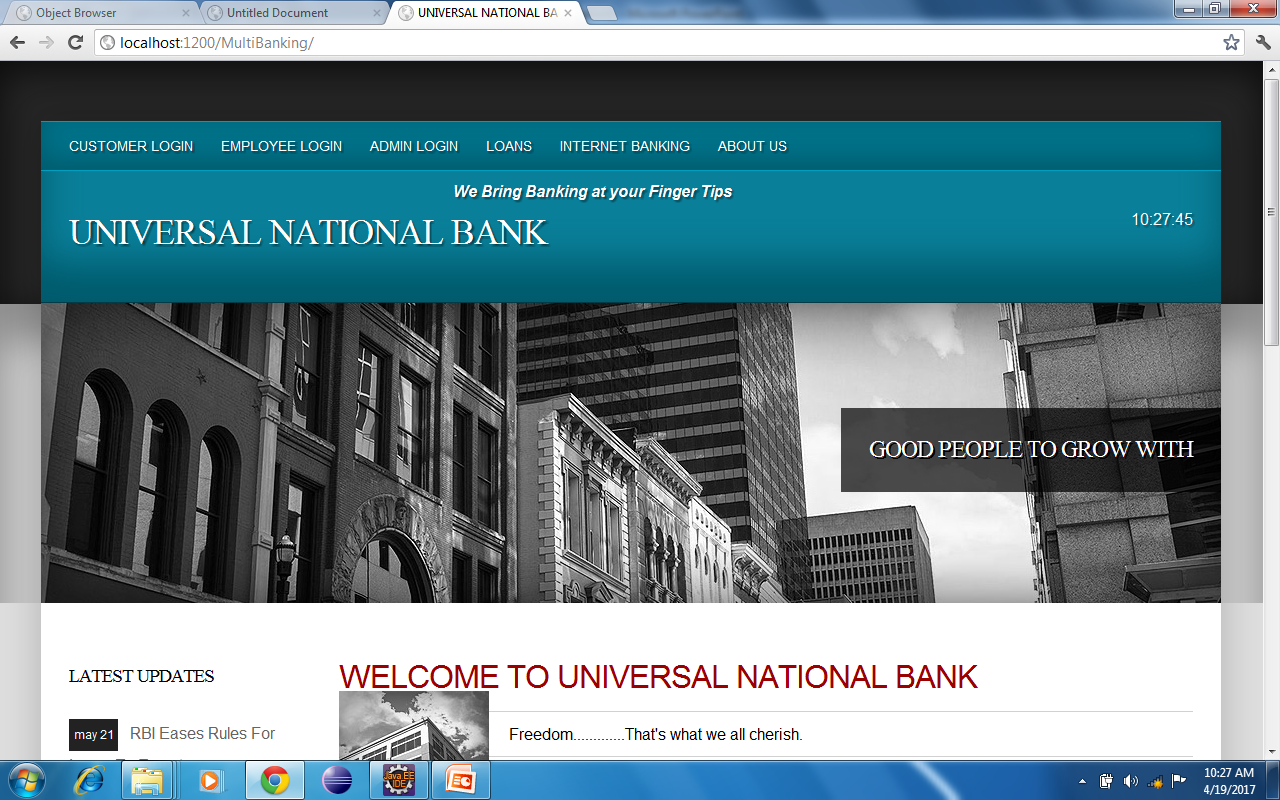 Object Browser
Untitled Document
UNIVERSAL NATIONAL BA
localhost:1200/MultiBanking/
CUSTOMER LOGIN EMPLOYEE LOGIN ADMIN LOGIN LOANS INTERNET BANKING ABOUT US
We Bring Banking at your Finger Tips
UNIVERSAL NATIONAL BANK
10:27:45
GOOD PEOPLE TO GROW WITH
LATEST UPDATES
may 21 RBI Eases Rules For
WELCOME TO UNIVERSAL NATIONAL BANK
Freedom.............That's what we all cherish.
Java EE
IDE
10:27 AM
4/19/2017